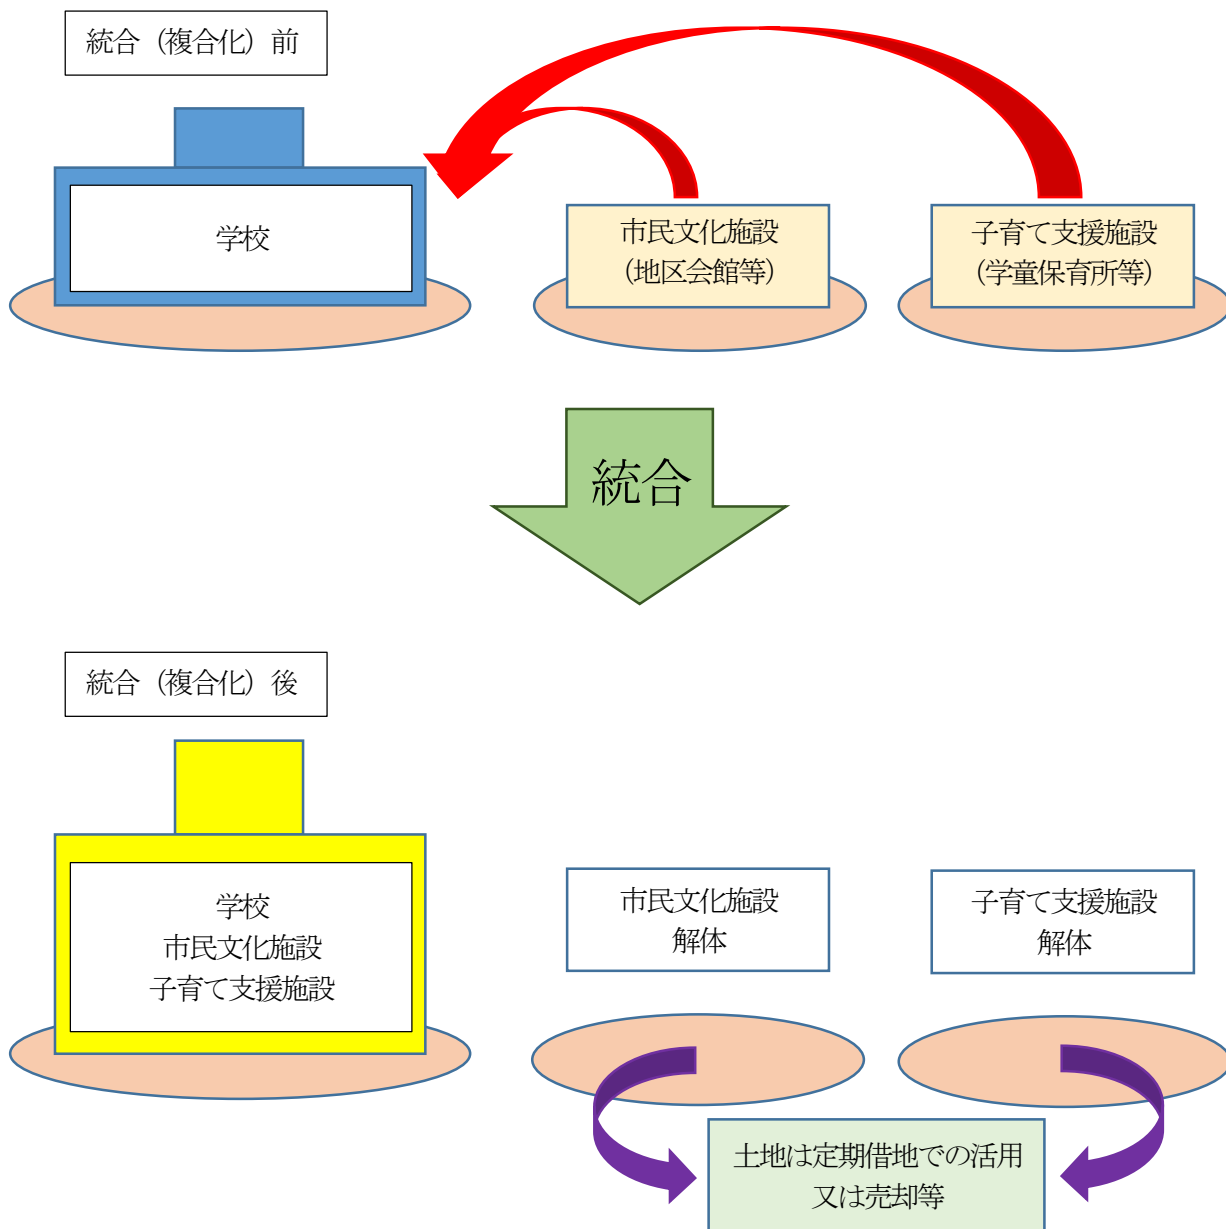 統合（複合化）前
学校
市民文化施設
（地区会館等）
子育て支援施設
（学童保育所等）
統合
統合（複合化）後
学校
市民文化施設
子育て支援施設
市民文化施設
解体
子育て支援施設
解体
土地は定期借地での活用
又は売却等